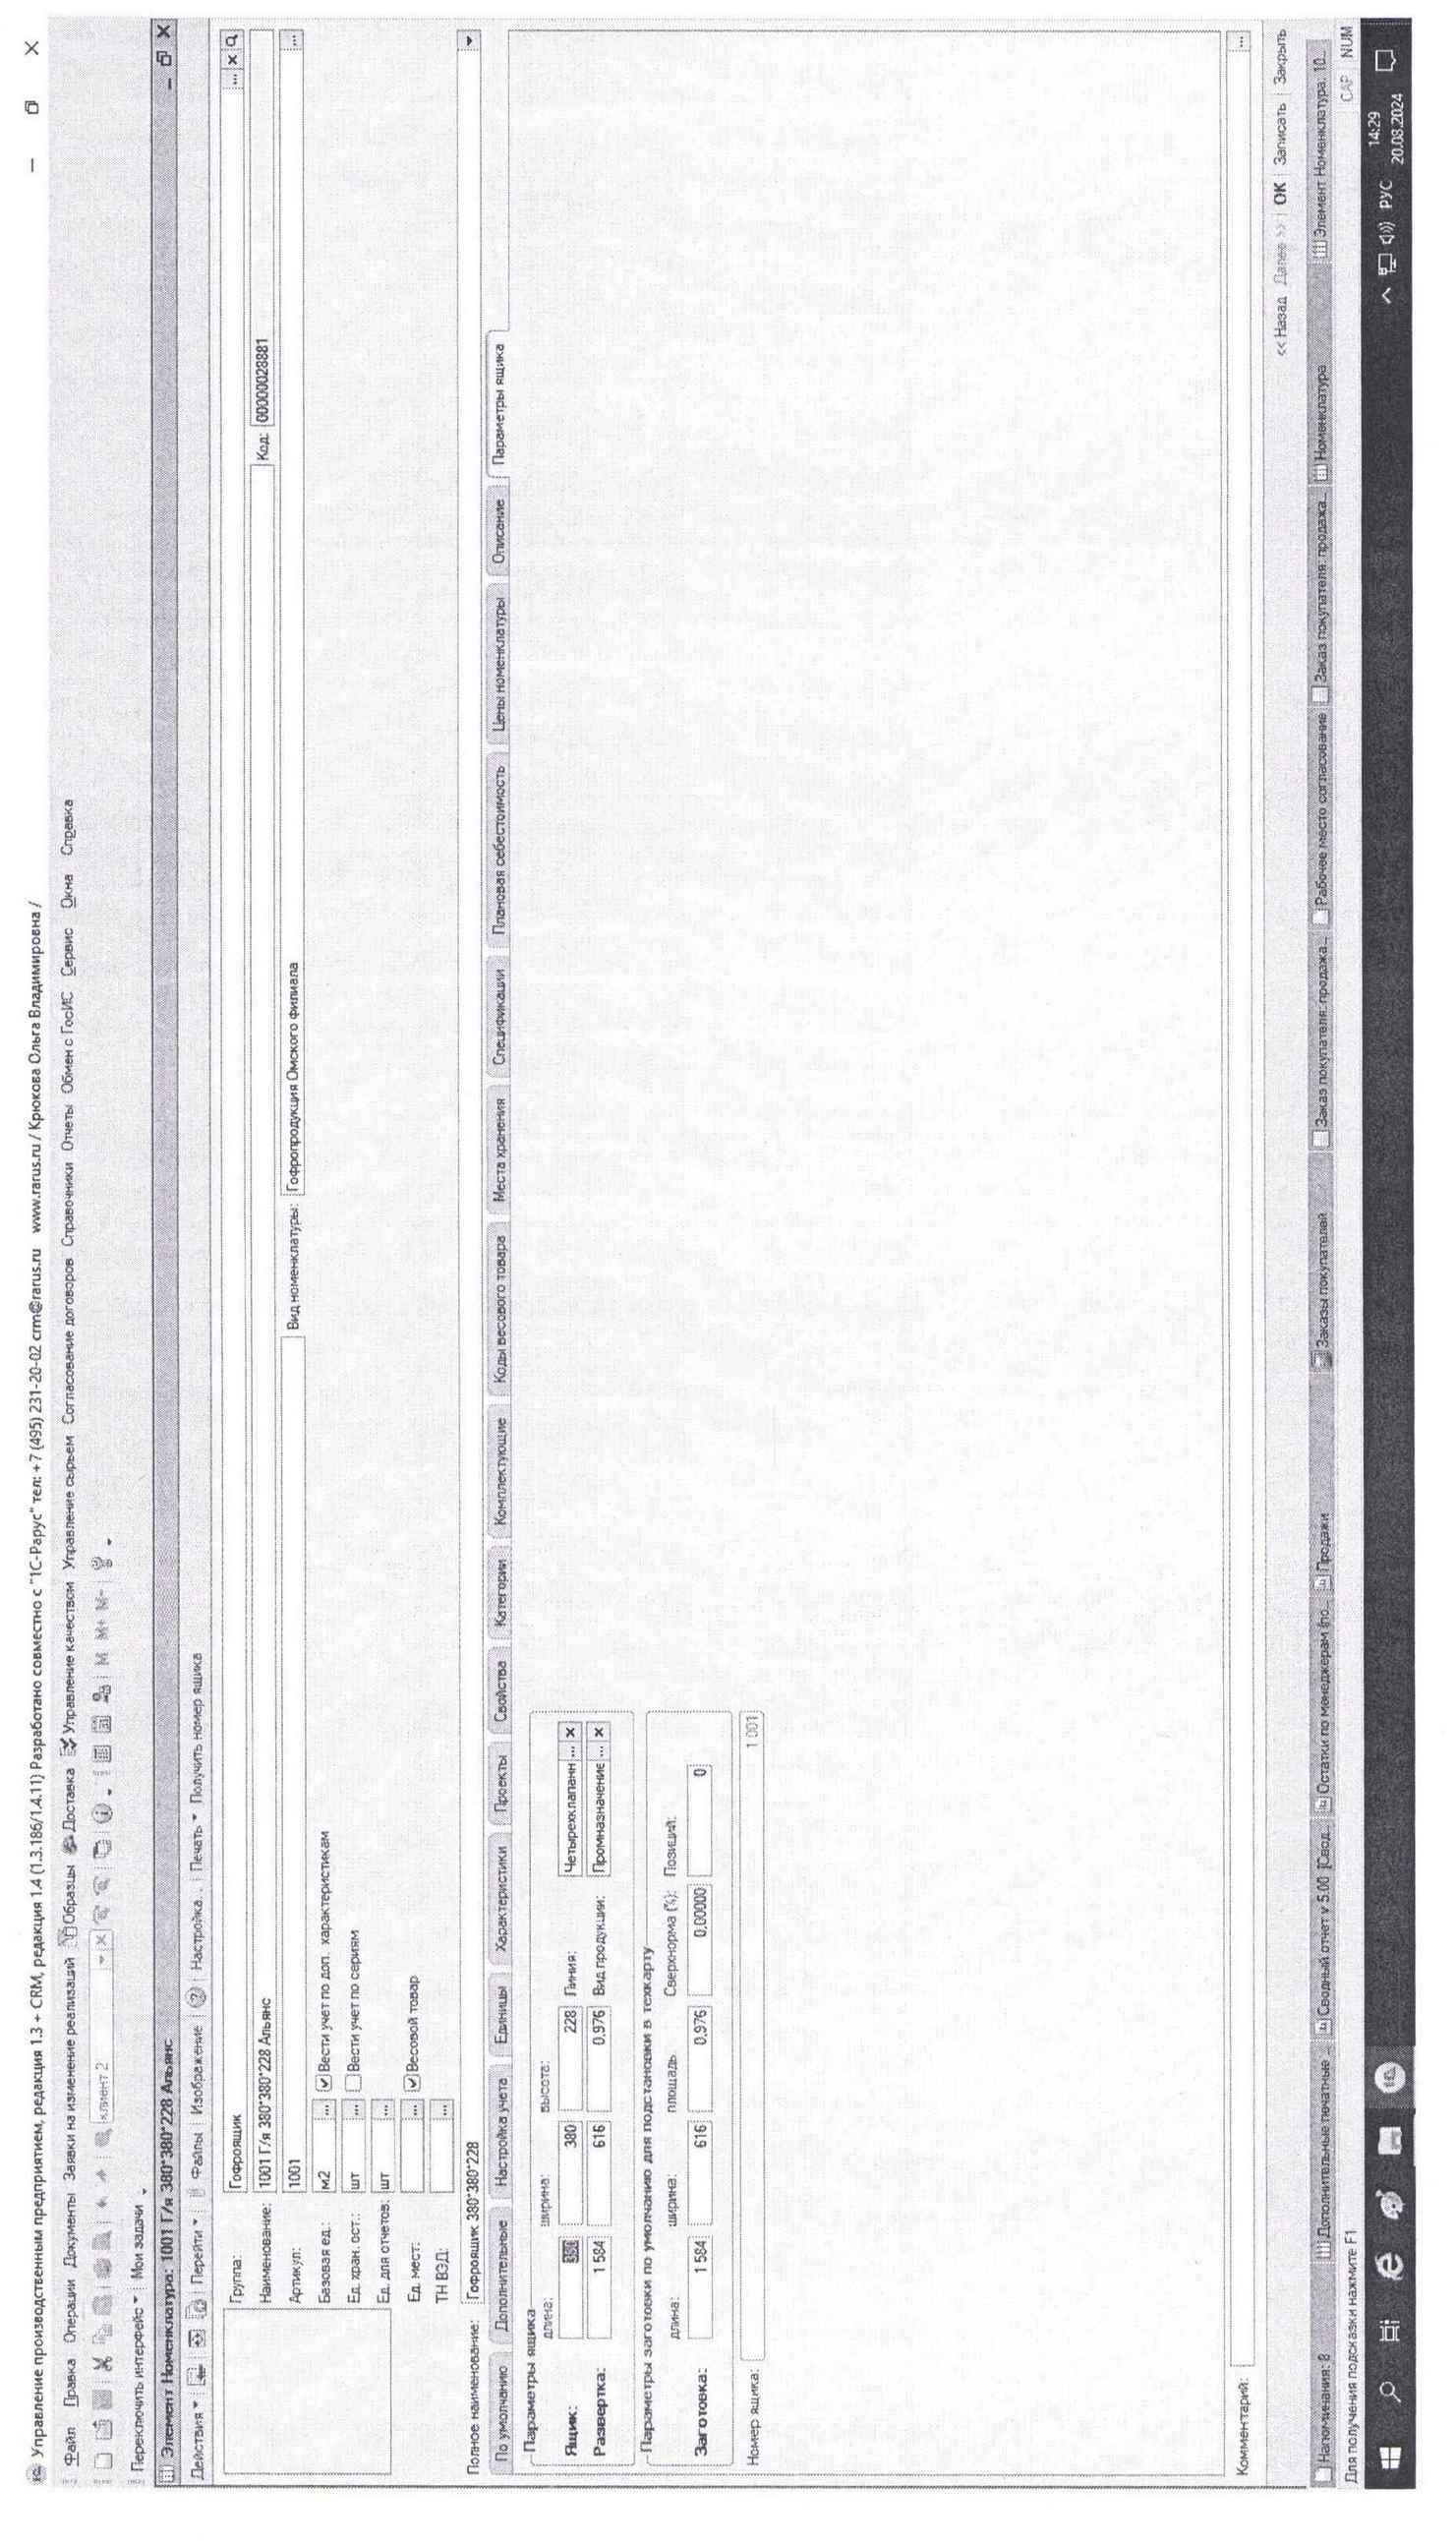 Управление производственным предприятием, редакция 1.3 + CRM, редакция 1.4 (1.3.186/1.4.11) Разработано совместно с "1С-Рарус" тел: +7 (495) 231-20-02 crm@rarus.ru www.rarus.ru / Крюкова Ольга Владимировна /
Файл Правка Операции Документы Заявки на изменение реализаций Образцы Доставка Управление качеством Управление сырьем Согласование договоров Справочники Отчеты Обмен с ГосИС Сервис Окна Справка
клиент 2 M M+ M-
Переключить интерфейс Мои задачи
Элемент Номенклатура: 1001 Г/я 380*380*228 Альянс
Действия Перейти Файлы Изображение Настройка... Печать Получить номер ящика
Группа: Гофроящик
Наименование: 1001 Г/я 380*380*228 Альянс Код: 00000028881
Артикул: 1001 Вид номенклатуры: Гофропродукция Омского филиала
Базовая ед.: м2 Вести учет по доп. характеристикам
Ед. хран. ост.: шт Вести учет по сериям
Ед. для отчетов: шт
Ед. мест: Весовой товар
ТН ВЭД:
Полное наименование: Гофроящик 380*380*228
По умолчанию Дополнительные Настройка учета Единицы Характеристики Проекты Свойства Категории Комплектующие Коды весового товара Места хранения Спецификации Плановая себестоимость Цены номенклатуры Описание Параметры ящика
Параметры ящика
длина: ширина: высота:
Ящик: 380 380 228 Линия: Четырехклапанн
Развертка: 1 584 616 0,976 Вид продукции: Промназначение
Параметры заготовки по умолчанию для подстановки в техкарту
длина: ширина: площадь: Сверхнорма (%): Позиций:
Заготовка: 1 584 616 0,976 0,00000 0
Номер ящика: 1 001
Комментарий:
<< Назад Далее >> OK Записать Закрыть
Напоминания: 8 Дополнительные печатные ... Сводный отчет v 5.00 [Свод... Остатки по менеджерам (по... Продажи Заказы покупателей Заказ покупателя: продажа... Рабочее место согласование Заказ покупателя: продажа... Номенклатура Элемент Номенклатура: 10...
Для получения подсказки нажмите F1 CAP NUM
РУС 14:29
20.08.2024